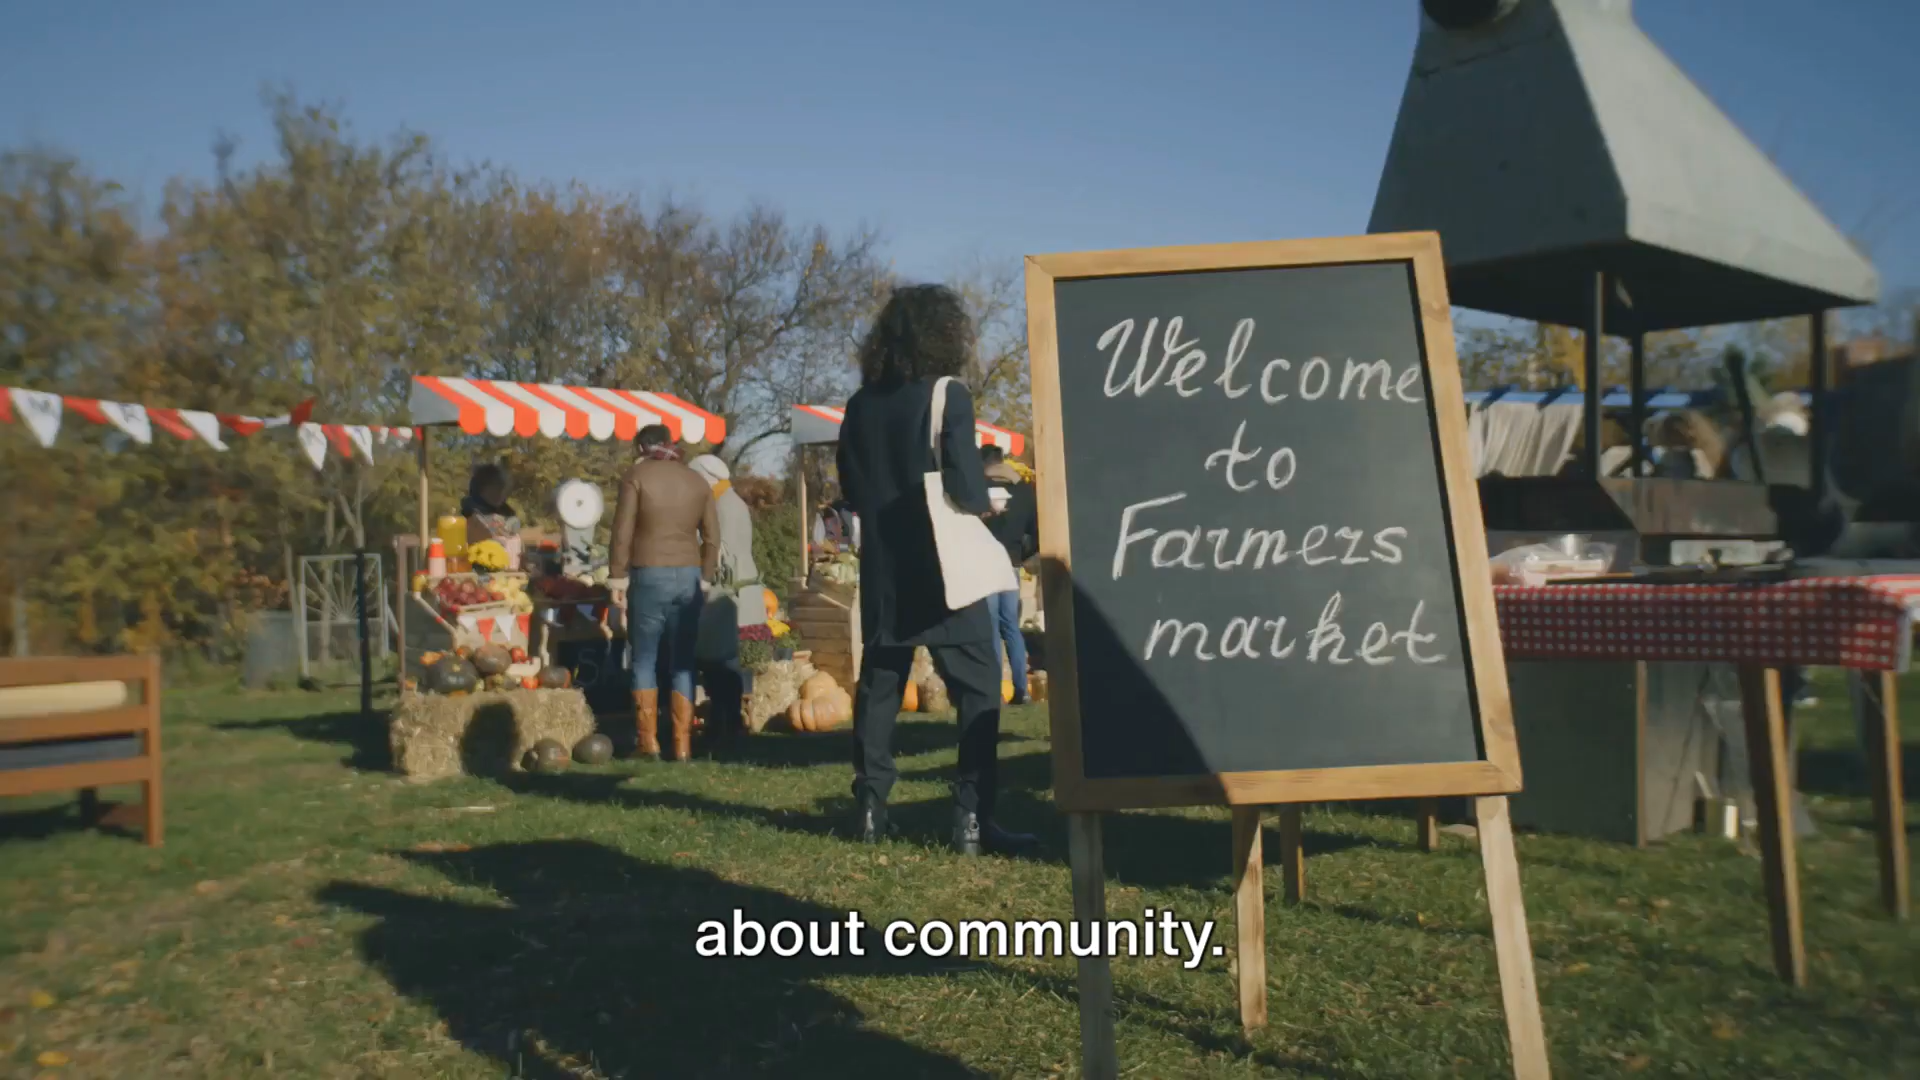 Welcome
to
Farmers
market
about community.